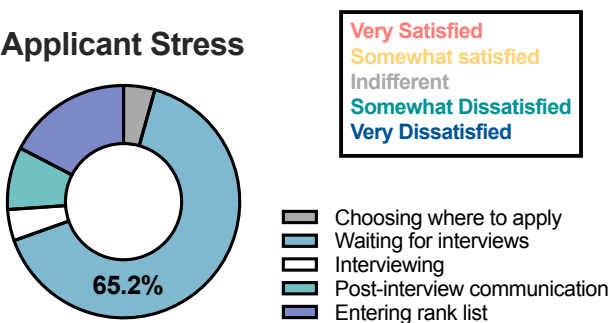 Applicant Stress
Very Satisfied
Somewhat satisfied
Indifferent
Somewhat Dissatisfied
Very Dissatisfied
65.2%
Choosing where to apply
Waiting for interviews
Interviewing
Post-interview communication
Entering rank list